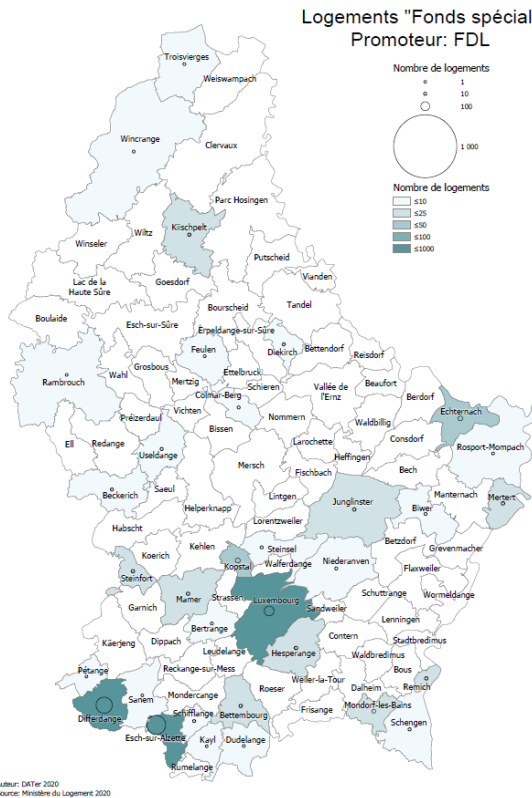 Logements "Fonds spécial
Promoteur: FDL
Nombre de logements
1
10
100
1 000
Nombre de logements
≤10
≤25
≤50
≤100
≤1000
Troisvierges
Weiswampach
Wincrange
Clervaux
Parc Hosingen
Kiischpelt
Wiltz
Winseler
Putscheid
Vianden
Lac de la
Haute Sûre
Goesdorf
Tandel
Bourscheid
Boulaide
Esch-sur-Sûre
Erpeldange-sur-Sûre
Feulen
Diekirch
Bettendorf
Reisdorf
Grosbous
Wahl
Rambrouch
Mertzig
Ettelbruck
Schieren
Colmar-Berg
Vallée de
l'Ernz
Beaufort
Berdorf
Vichten
Préizerdaul
Bissen
Nommern
Waldbillig
Echternach
Consdorf
Ell
Redange
Useldange
Larochette
Heffingen
Rosport-Mompach
Mersch
Fischbach
Bech
Beckerich
Saeul
Lintgen
Junglinster
Manternach
Mertert
Helperknapp
Biwer
Habscht
Lorentzweiler
Betzdorf
Grevenmacher
Kehlen
Koerich
Steinsel
Walferdange
Kopstal
Niederanven
Flaxweiler
Steinfort
Schuttrange
Wormeldange
Mamer
Strassen
Luxembourg
Sandweiler
Garnich
Lenningen
Bertrange
Contern
Stadtbredimus
Käerjeng
Dippach
Leudelange
Hesperange
Waldbredimus
Bous
Reckange-sur-Mess
Weiler-la-Tour
Remich
Pétange
Sanem
Mondercange
Roeser
Dalheim
Frisange
Mondorf-les-Bains
Differdange
Schifflange
Bettembourg
Schengen
Esch-sur-Alzette
Kayl
Dudelange
Rumelange
Auteur: DATer 2020
Source: Ministère du Logement 2020